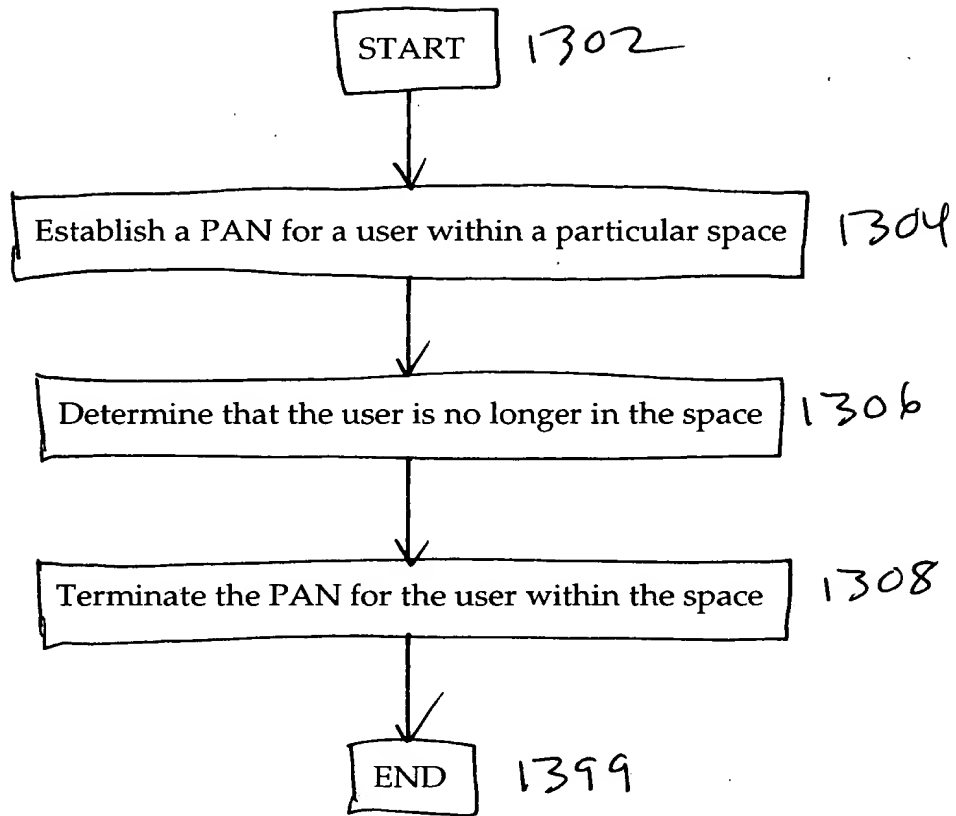 START 1302
Establish a PAN for a user within a particular space 1304
Determine that the user is no longer in the space 1306
Terminate the PAN for the user within the space 1308
END 1399